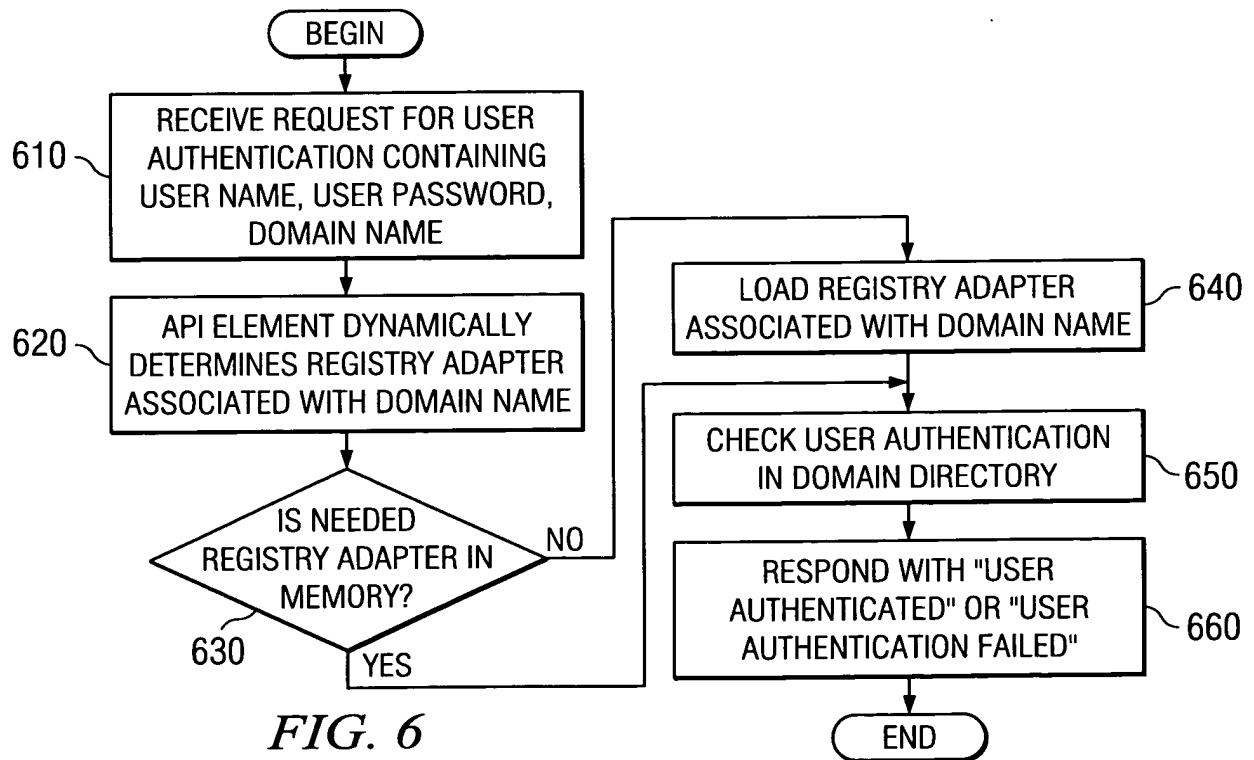 BEGIN
610
RECEIVE REQUEST FOR USER
AUTHENTICATION CONTAINING
USER NAME, USER PASSWORD,
DOMAIN NAME
620
API ELEMENT DYNAMICALLY
DETERMINES REGISTRY ADAPTER
ASSOCIATED WITH DOMAIN NAME
IS NEEDED
REGISTRY ADAPTER IN
MEMORY?
630
NO
YES
LOAD REGISTRY ADAPTER
ASSOCIATED WITH DOMAIN NAME
640
CHECK USER AUTHENTICATION
IN DOMAIN DIRECTORY
650
RESPOND WITH "USER
AUTHENTICATED" OR "USER
AUTHENTICATION FAILED"
660
END
FIG. 6